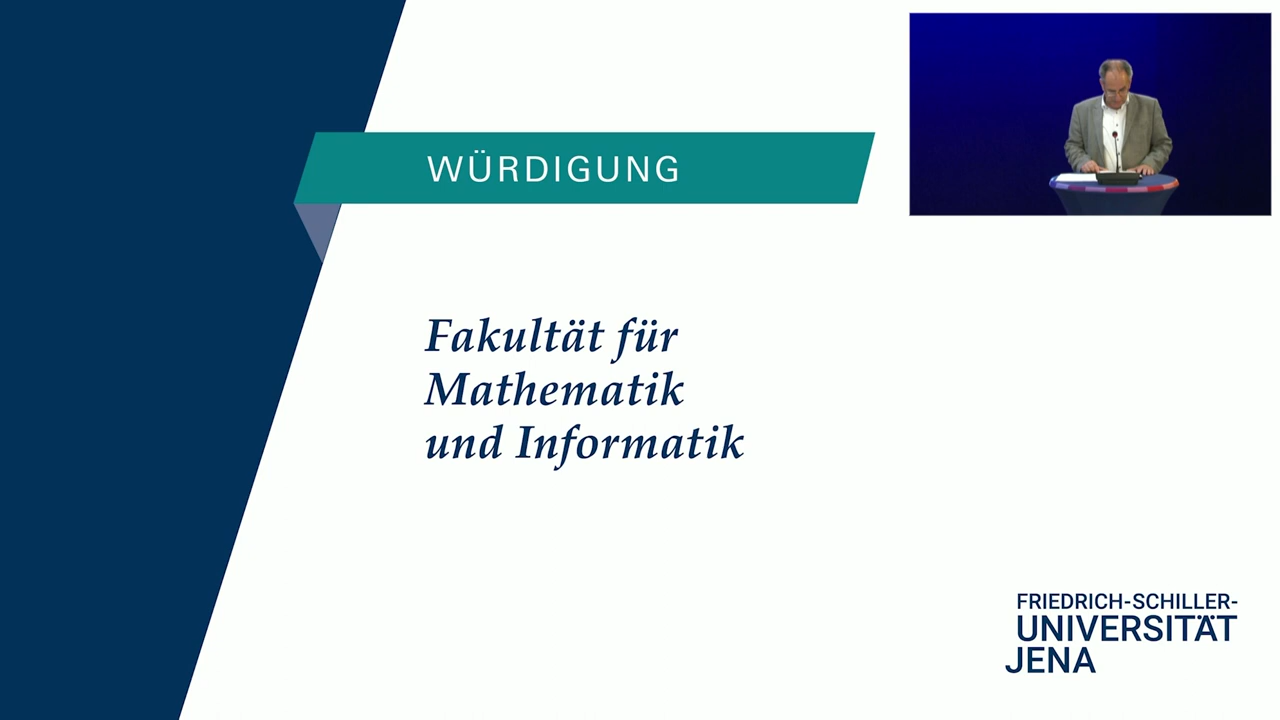 WÜRDIGUNG
Fakultät für
Mathematik
und Informatik
FRIEDRICH-SCHILLER-
UNIVERSITÄT
JENA